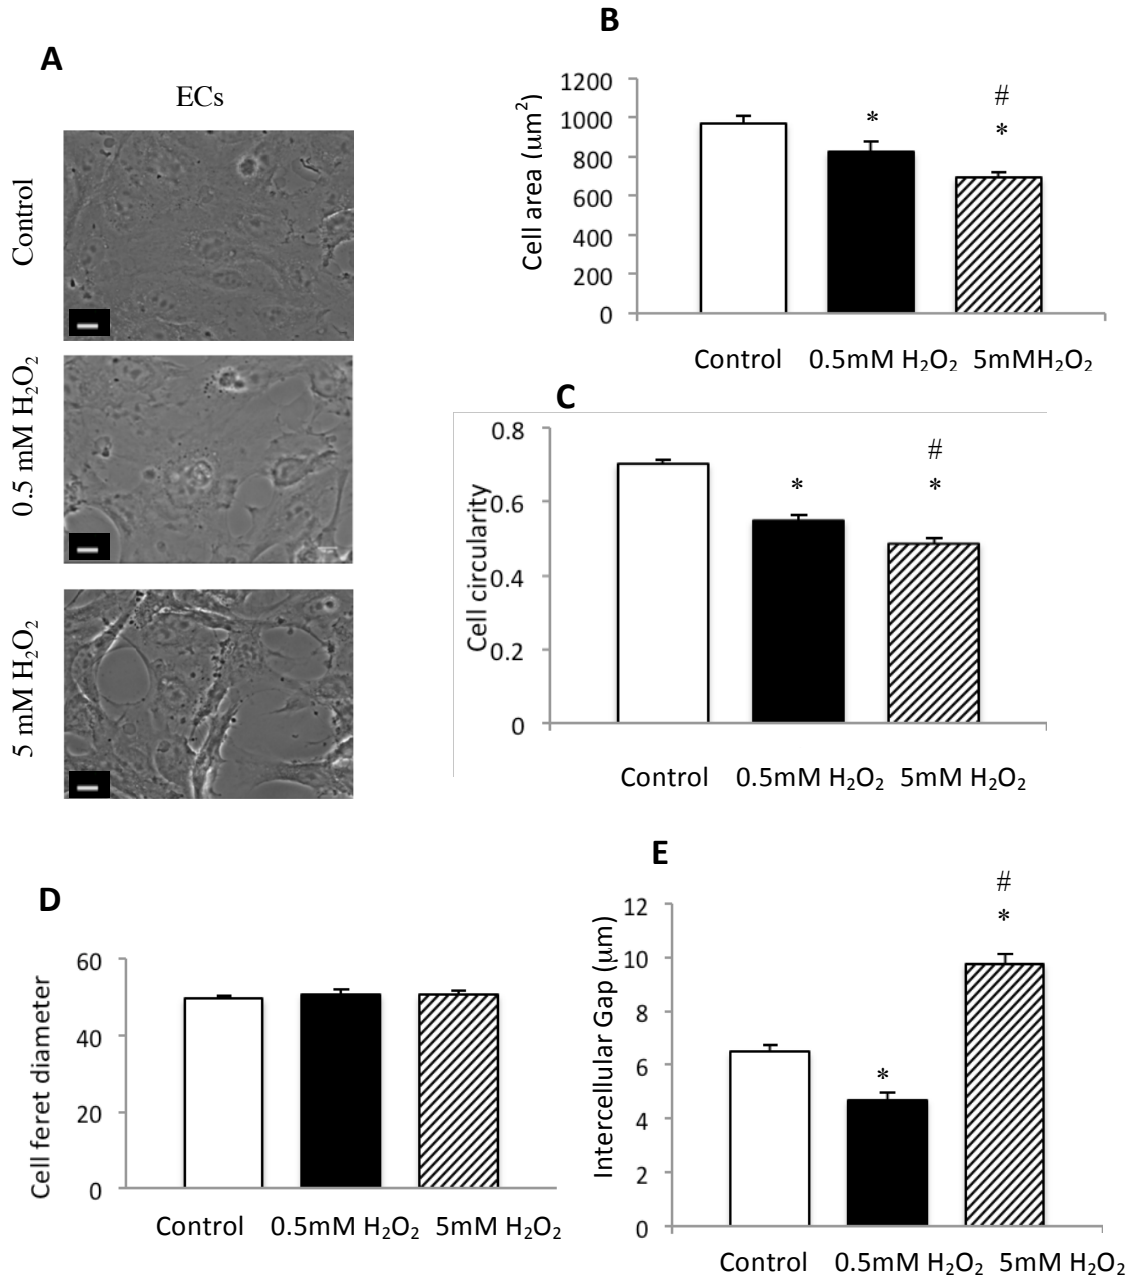 A
ECs
Control
0.5 mM H₂O₂
5 mM H₂O₂
B
Cell area (μm²)
1200
1000
800
600
400
200
0
*
#
*
Control 0.5mM H₂O₂ 5mMH₂O₂
C
Cell circularity
0.8
0.6
0.4
0.2
0
*
#
*
Control 0.5mM H₂O₂ 5mM H₂O₂
D
Cell feret diameter
60
40
20
0
Control 0.5mM H₂O₂ 5mM H₂O₂
E
Intercellular Gap (μm)
12
10
8
6
4
2
0
*
#
*
Control 0.5mM H₂O₂ 5mM H₂O₂